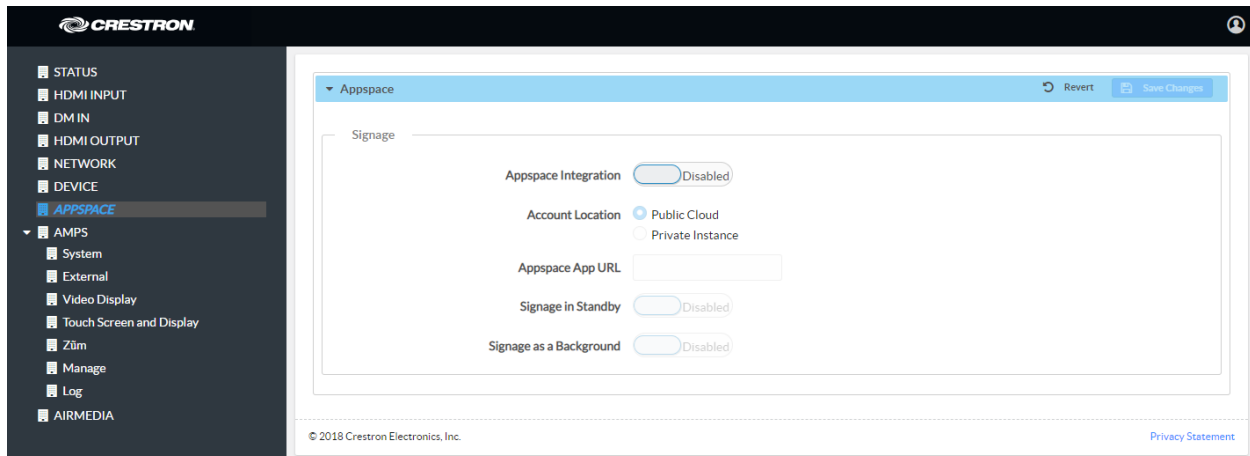 CRESTRON
STATUS
HDMI INPUT
DM IN
HDMI OUTPUT
NETWORK
DEVICE
APPSPACE
AMPS
System
External
Video Display
Touch Screen and Display
Zūm
Manage
Log
AIRMEDIA
Appspace
Revert
Save Changes
Signage
Appspace Integration Disabled
Account Location Public Cloud
Private Instance
Appspace App URL
Signage in Standby Disabled
Signage as a Background Disabled
© 2018 Crestron Electronics, Inc.
Privacy Statement